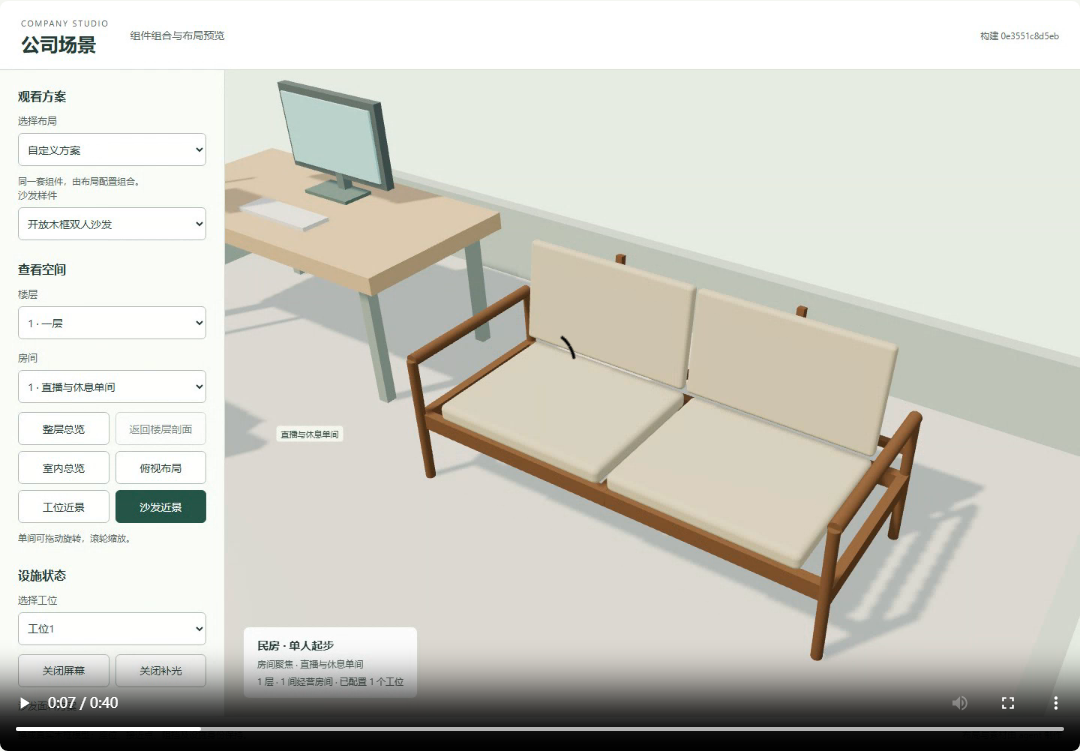 COMPANY STUDIO
公司场景
组件组合与布局预览
构建 0e3551c8d5eb
观看方案
选择布局
自定义方案
同一套组件，由布局配置组合。
沙发样件
开放木框双人沙发
查看空间
楼层
1 · 一层
房间
1 · 直播与休息单间
整层总览
返回楼层剖面
室内总览
俯视布局
工位近景
沙发近景
单间可拖动旋转，滚轮缩放。
设施状态
选择工位
工位1
关闭屏幕
关闭补光
直播与休息单间
民房 · 单人起步
房间聚焦 · 直播与休息单间
1 层 · 1 间经营房间 · 已配置 1 个工位
0:07 / 0:40